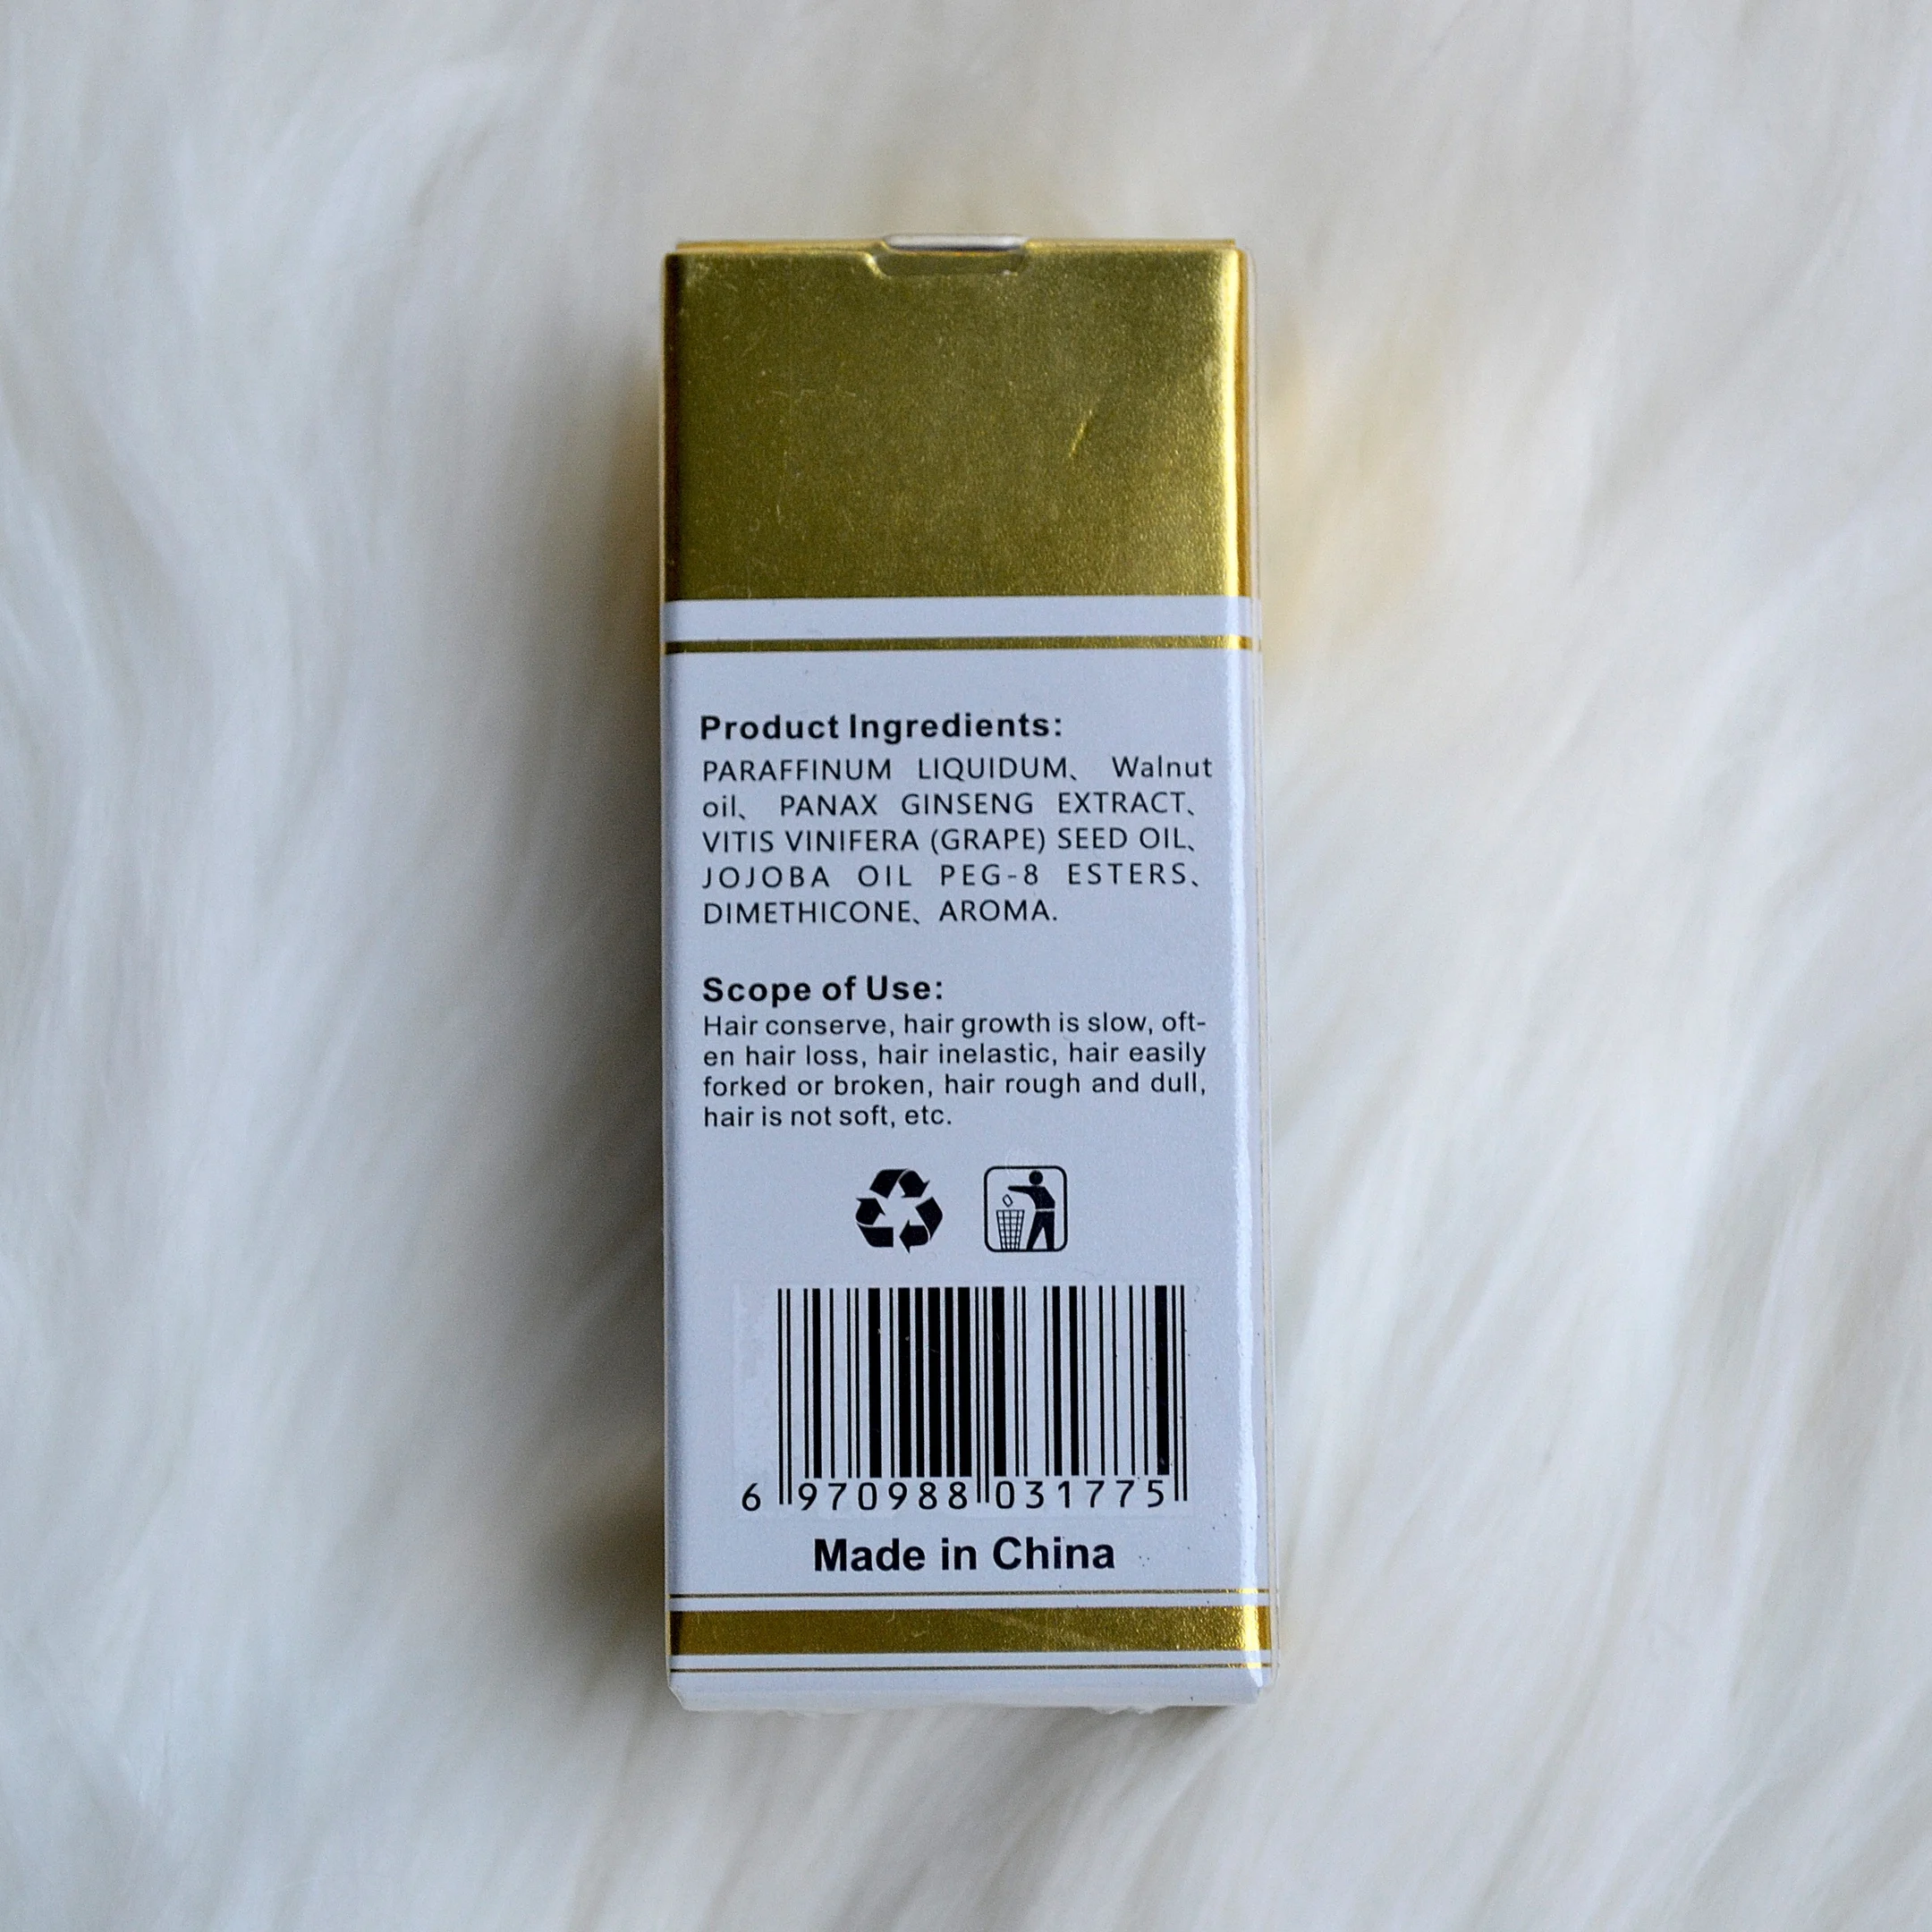 Product Ingredients:
PARAFFINUM LIQUIDUM、 Walnut
oil、 PANAX GINSENG EXTRACT、
VITIS VINIFERA (GRAPE) SEED OIL、
JOJOBA OIL PEG-8 ESTERS、
DIMETHICONE、AROMA.
Scope of Use:
Hair conserve, hair growth is slow, oft-
en hair loss, hair inelastic, hair easily
forked or broken, hair rough and dull,
hair is not soft, etc.
6 970988 031775
Made in China